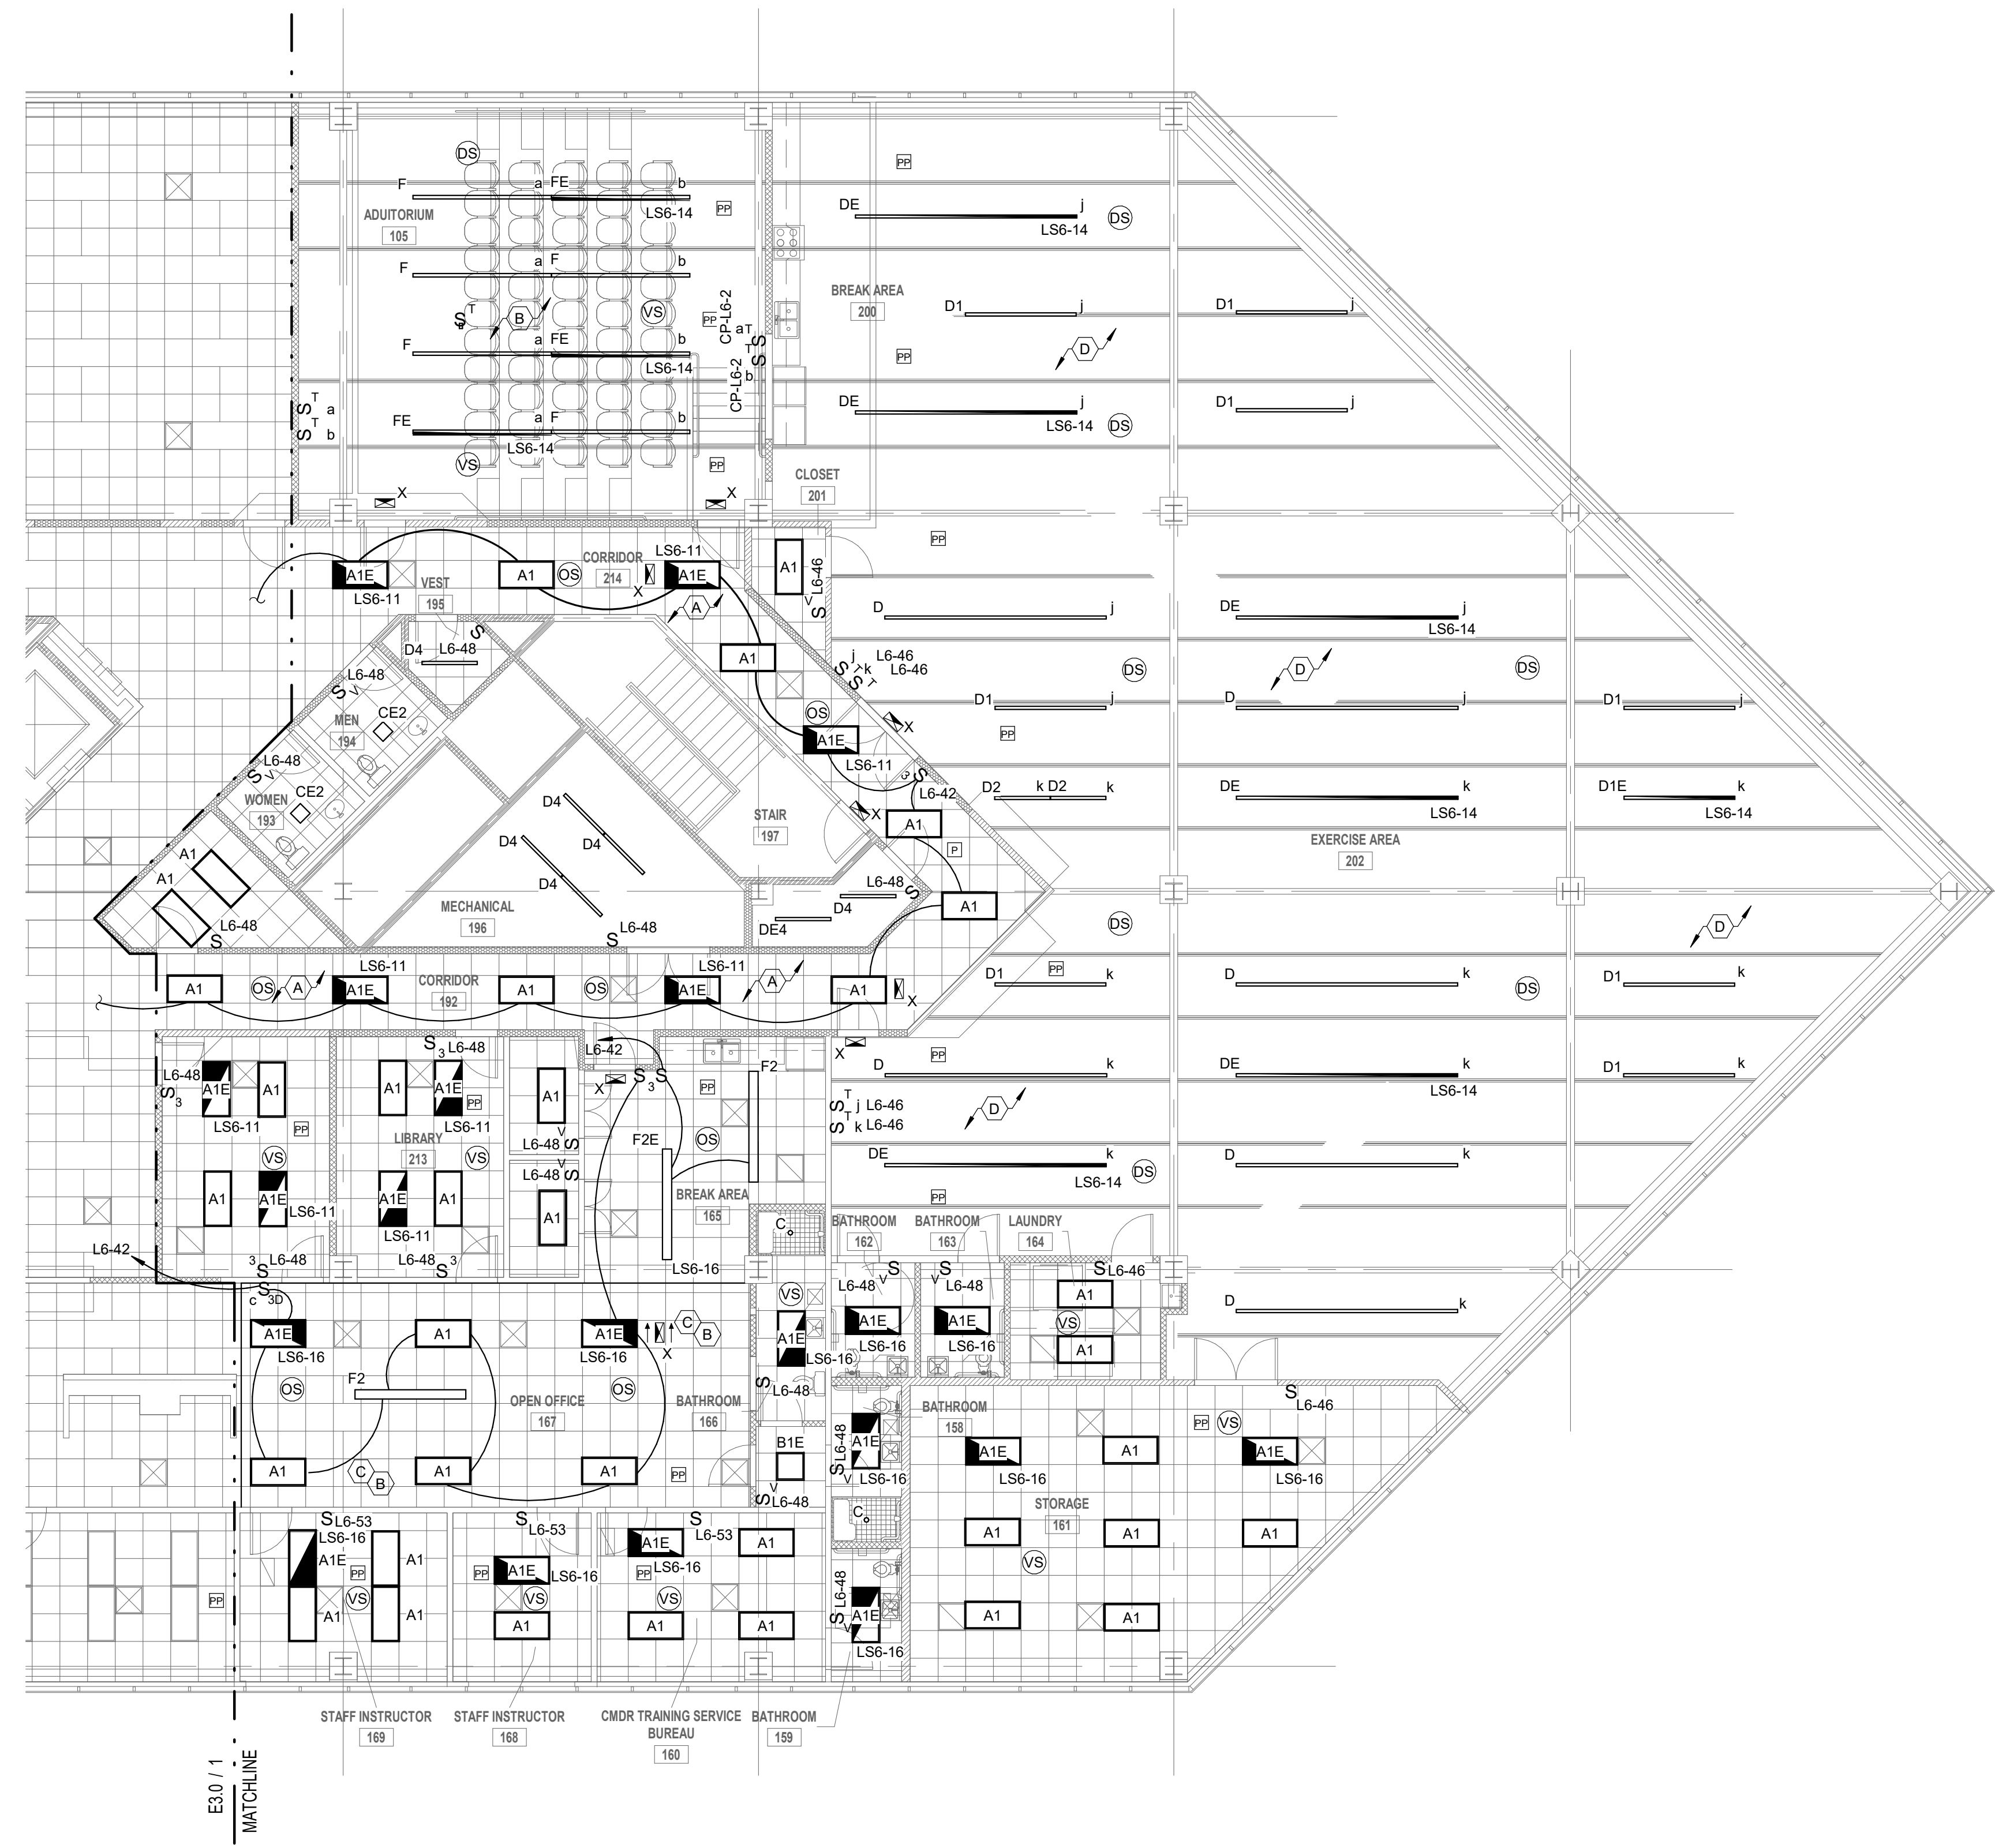 DS
F
a
FE
b
LS6-14
PP
PP
DE
j
LS6-14
DS
ADUITORIUM
105
F
a
F
b
BREAK AREA
200
D1
j
D1
j
T
S
B
VS
PP
CP-L6-2
a T
S
T
S
b
CP-L6-2
PP
D
F
a
FE
b
LS6-14
DE
j
LS6-14
DS
D1
j
S T a
S T b
FE
a
F
b
LS6-14
VS
PP
CLOSET
201
X
X
PP
CORRIDOR
214
LS6-11
A1E
LS6-11
A1
OS
X
A1E
A
A1
L6-46
S V
VEST
195
D
j
DE
j
LS6-14
S
D4
L6-48
L6-48
S V
A1
j
L6-46
S T k
L6-46
S T
DS
D
DS
MEN
194
CE2
OS
X
D1
j
D
j
D1
j
PP
A1E
LS6-11
L6-48
S V
WOMEN
193
CE2
3 S
L6-42
D4
D4
D4
D4
X
STAIR
197
A1
P
D2
k
D2
k
DE
k
LS6-14
D1E
k
LS6-14
EXERCISE AREA
202
A1
A1
L6-48
S
MECHANICAL
196
L6-48
S
L6-48
S
D4
DE4
A1
DS
D
A1
OS
A
LS6-11
A1E
CORRIDOR
192
A1
OS
LS6-11
A1E
A
A1
X
D1
k
PP
D
k
DS
D1
k
L6-48
S 3
A1E
LS6-11
A1
PP
S 3
L6-48
A1
A1E
LS6-11
PP
LIBRARY
213
A1
L6-48
V
S
L6-42
X
S 3
S
PP
F2
X
PP
D
k
DE
k
LS6-14
D1
k
S T j L6-46
S T k L6-46
D
F2E
OS
VS
VS
L6-48
V
S
A1
A1E
LS6-11
A1E
LS6-11
A1
A1
BREAK AREA
165
DE
k
LS6-14
DS
D
k
PP
LS6-16
C
BATHROOM
162
BATHROOM
163
LAUNDRY
164
L6-42
3
S
L6-48
L6-48
S 3
S
c 3D
VS
V S
L6-48
V S
L6-48
S L6-46
A1
VS
A1
D
k
A1E
LS6-16
A1
A1E
LS6-16
X
C
B
A1E
LS6-16
A1E
LS6-16
A1E
LS6-16
OS
F2
OS
OPEN OFFICE
167
BATHROOM
166
S
L6-48
BATHROOM
158
S
L6-46
PP
VS
A1
C
B
A1
A1
PP
B1E
V
S
L6-48
L6-48
S V
A1E
LS6-16
A1E
LS6-16
A1
A1E
LS6-16
S L6-53
LS6-16
A1E
PP
A1
VS
A1
A1
S
L6-53
PP
A1E
LS6-16
VS
A1
S
L6-53
A1E
LS6-16
A1
PP
VS
A1
A1
C
STORAGE
161
A1
A1
A1
VS
A1
A1
L6-48
S V
A1E
LS6-16
PP
STAFF INSTRUCTOR
169
STAFF INSTRUCTOR
168
CMDR TRAINING SERVICE
BUREAU
160
BATHROOM
159
E3.0 / 1
MATCHLINE